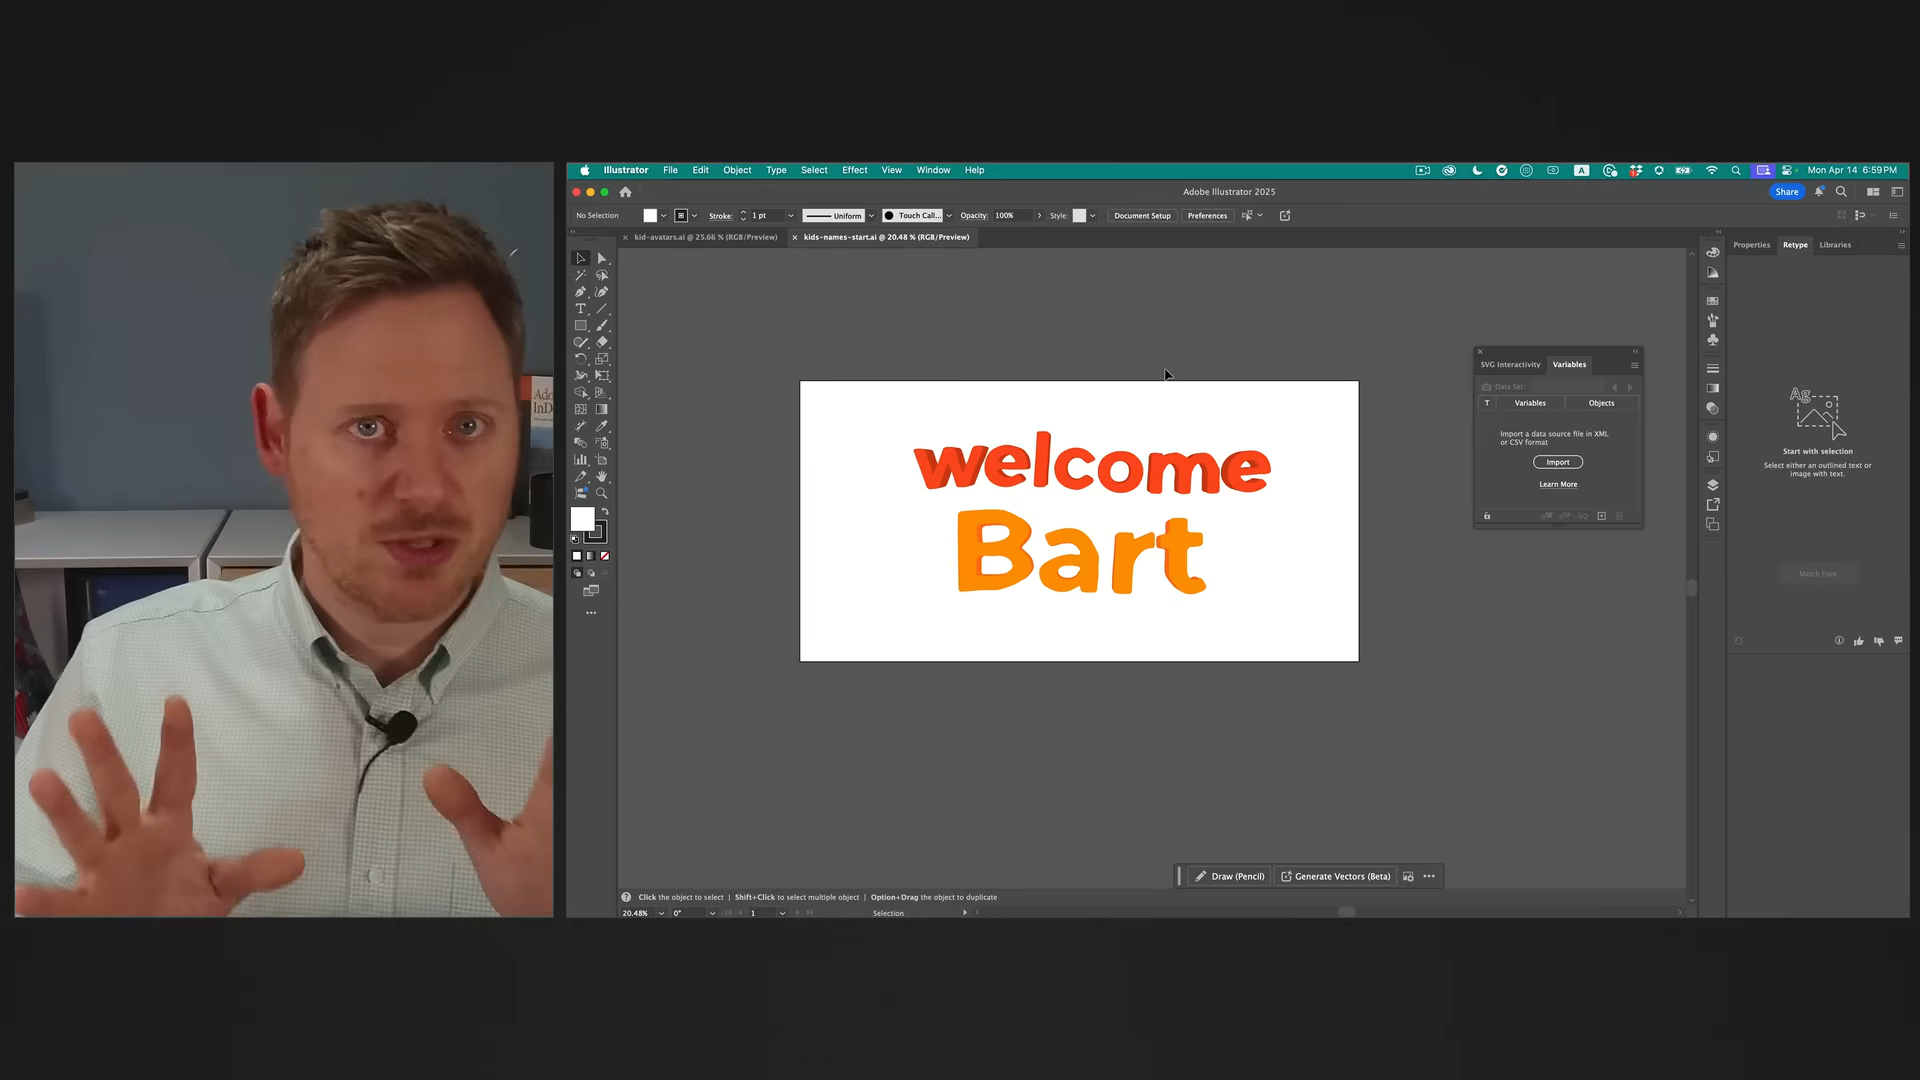 Illustrator File Edit Object Type Select Effect View Window Help
A
Mon Apr 14 6:59 PM
Adobe Illustrator 2025
Share
No Selection
Stroke: 1 pt
Uniform
Touch Call...
Opacity: 100%
Style:
Document Setup
Preferences
kid-avatars.ai @ 25.66 % (RGB/Preview)
kids-names-start.ai @ 20.48 % (RGB/Preview)
Properties Retype Libraries
SVG Interactivity Variables
Data Set:
T Variables Objects
Import a data source file in XML
or CSV format
Import
Learn More
welcome
Bart
Ag
Start with selection
Select either an outlined text or
image with text.
Match Font
Draw (Pencil)
Generate Vectors (Beta)
Click the object to select | Shift+Click to select multiple object | Option+Drag the object to duplicate
20.48% 0° 1 Selection